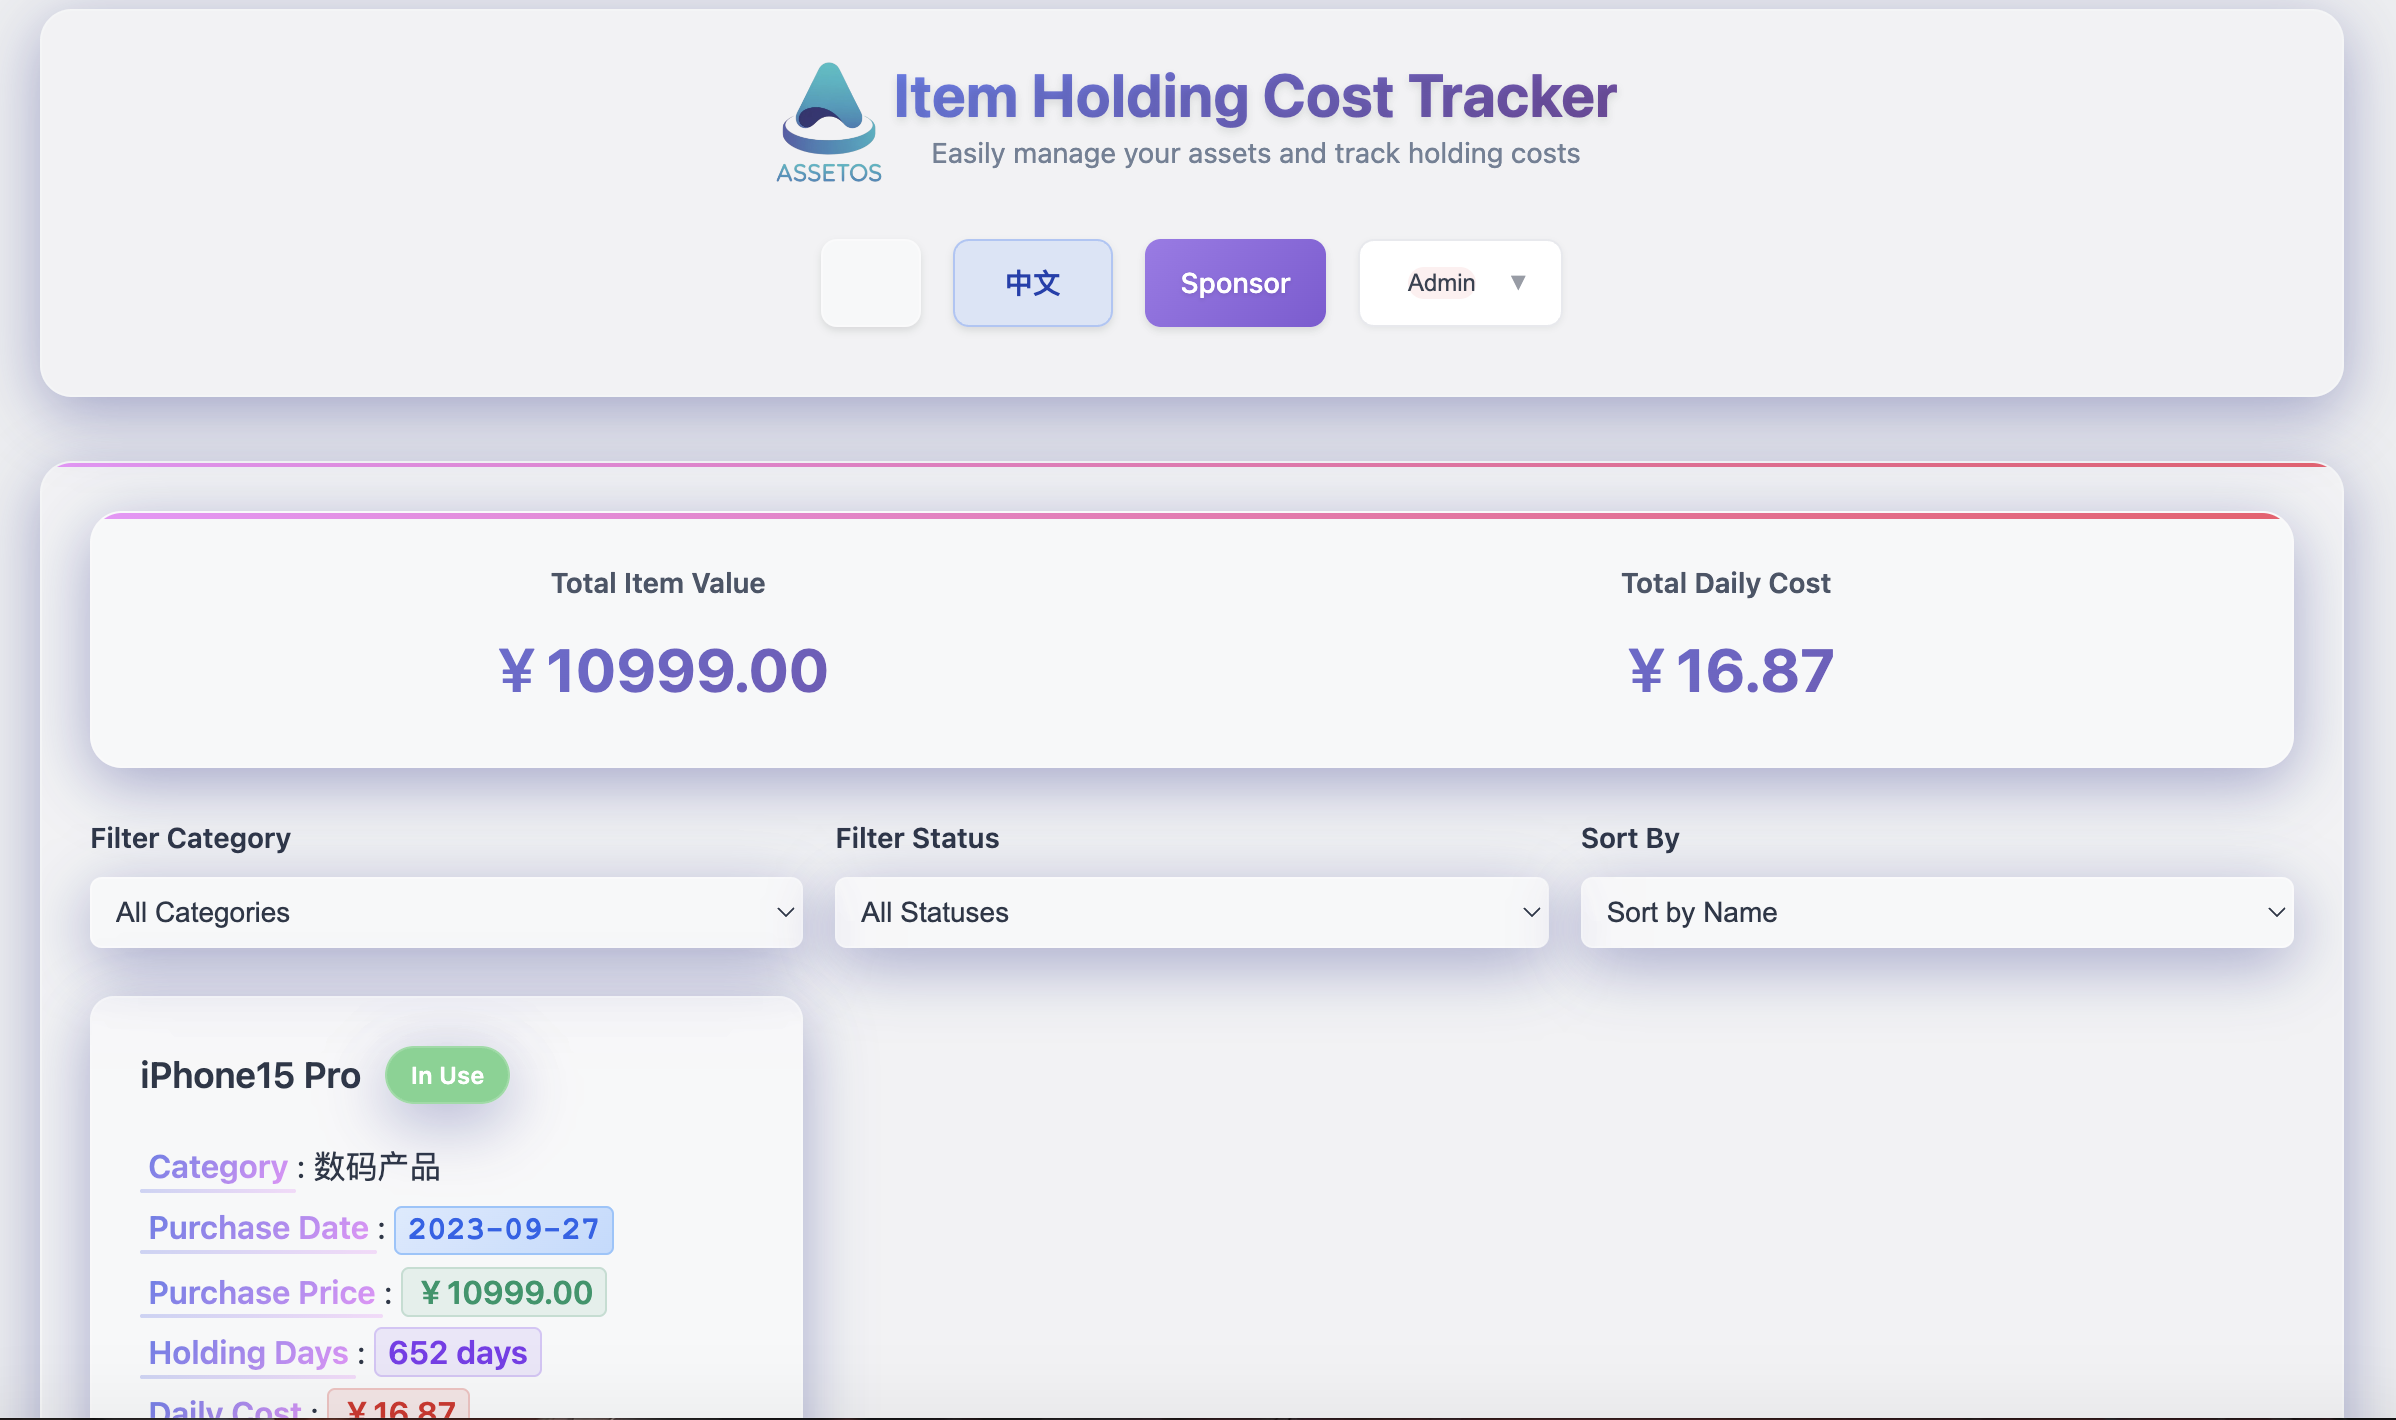 Item Holding Cost Tracker
Easily manage your assets and track holding costs
ASSETOS
中文
Sponsor
Admin ▼
Total Item Value
Total Daily Cost
¥10999.00
¥16.87
Filter Category
Filter Status
Sort By
All Categories
All Statuses
Sort by Name
iPhone15 Pro
In Use
Category : 数码产品
Purchase Date : 2023-09-27
Purchase Price : ¥10999.00
Holding Days : 652 days
Daily Cost : ¥16.87